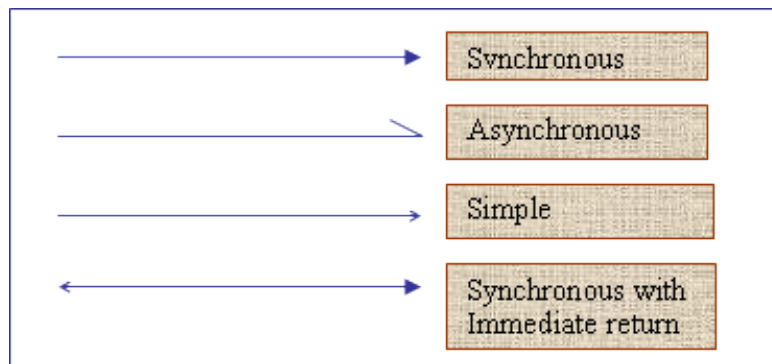 Synchronous
Asynchronous
Simple
Synchronous with
Immediate return